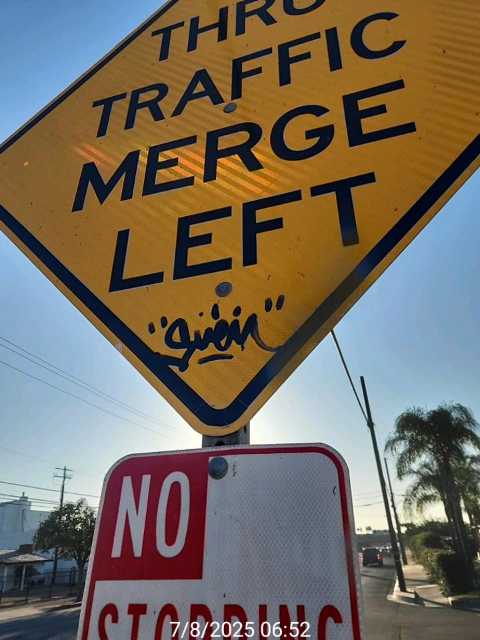 THRU
TRAFFIC
MERGE
LEFT
NO
STOPPING
7/8/2025 06:52